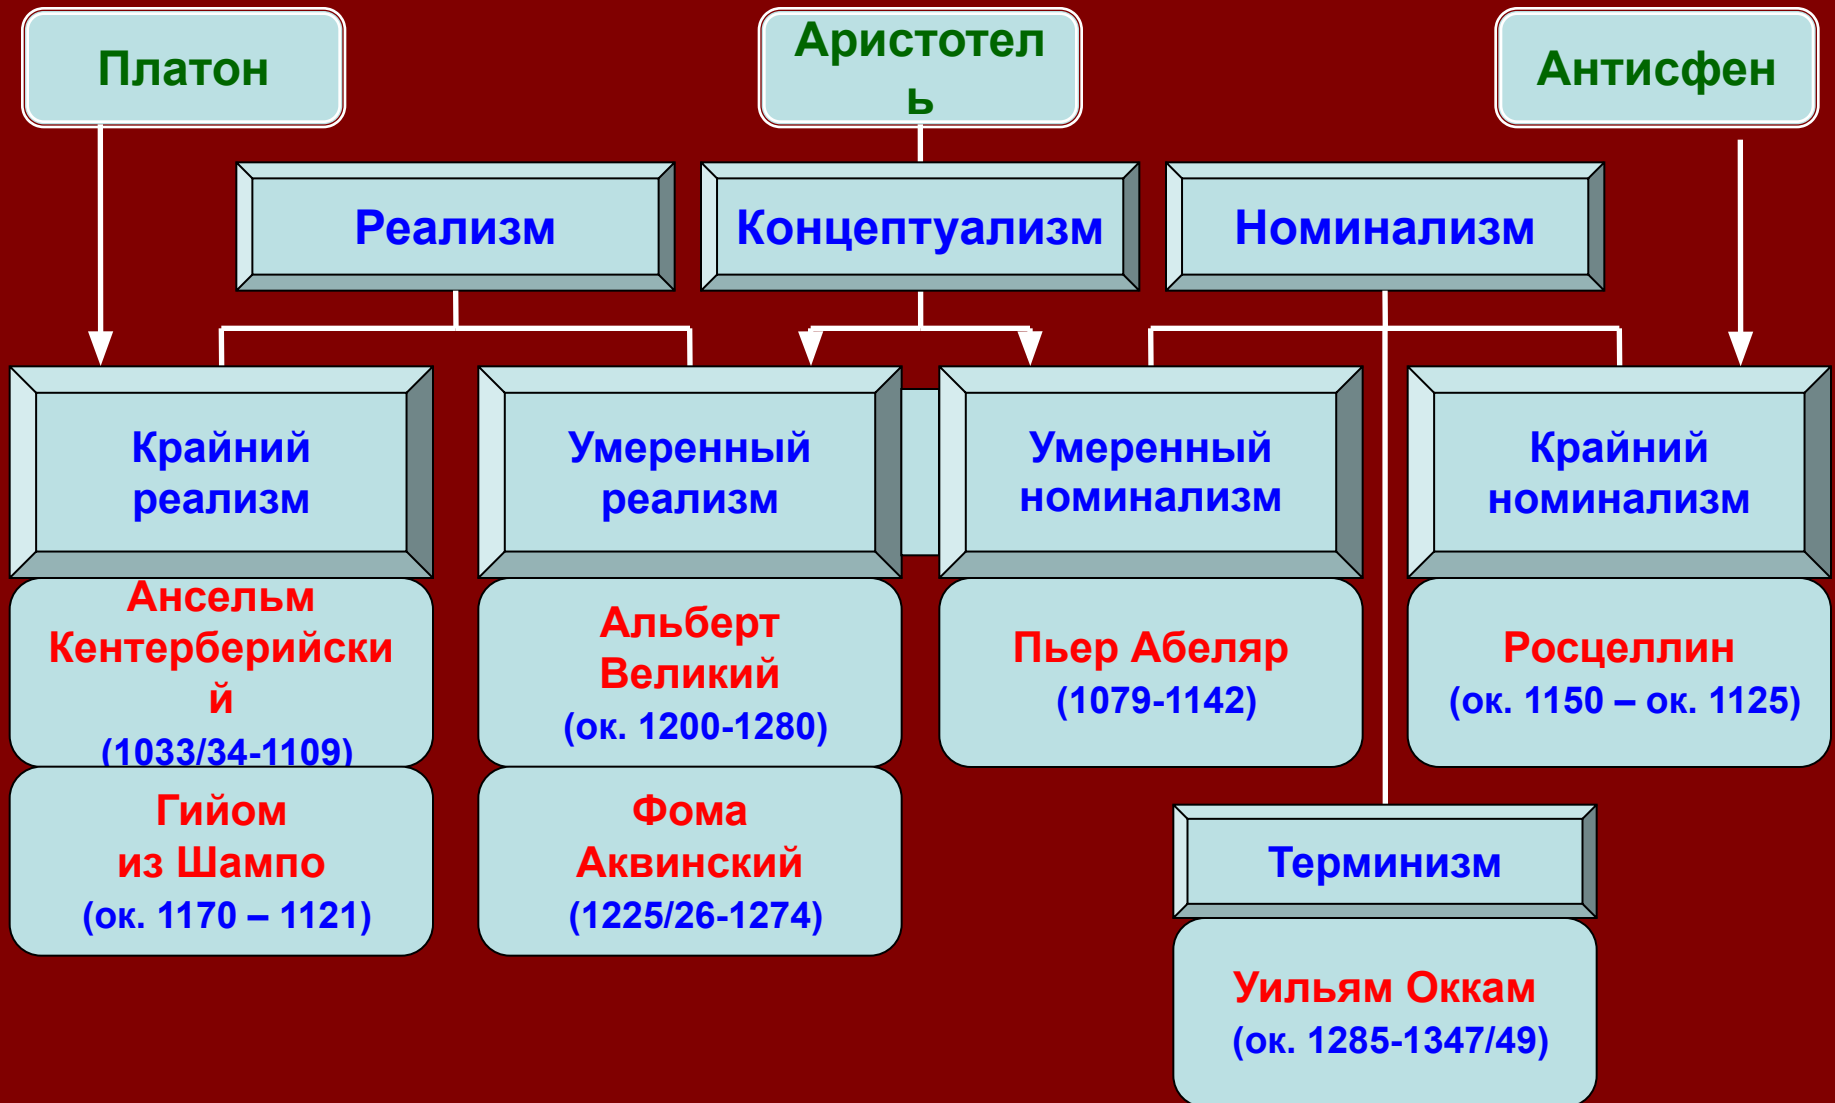 Платон
Аристотел
ь
Антисфен
Реализм
Концептуализм
Номинализм
Крайний
реализм
Умеренный
реализм
Умеренный
номинализм
Крайний
номинализм
Ансельм
Кентерберийски
й
(1033/34-1109)
Альберт
Великий
(ок. 1200-1280)
Пьер Абеляр
(1079-1142)
Росцеллин
(ок. 1150 – ок. 1125)
Гийом
из Шампо
(ок. 1170 – 1121)
Фома
Аквинский
(1225/26-1274)
Терминизм
Уильям Оккам
(ок. 1285-1347/49)